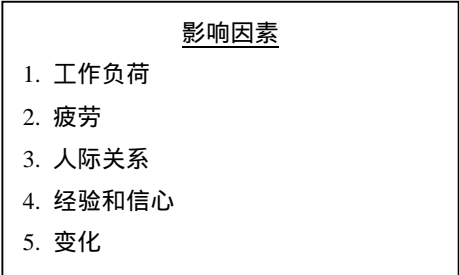 影响因素
1. 工作负荷
2. 疲劳
3. 人际关系
4. 经验和信心
5. 变化